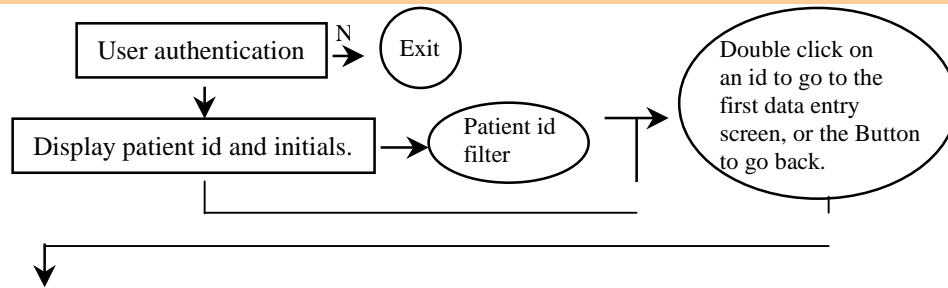 User authentication
N
Exit
Display patient id and initials.
Patient id
filter
Double click on
an id to go to the
first data entry
screen, or the Button
to go back.